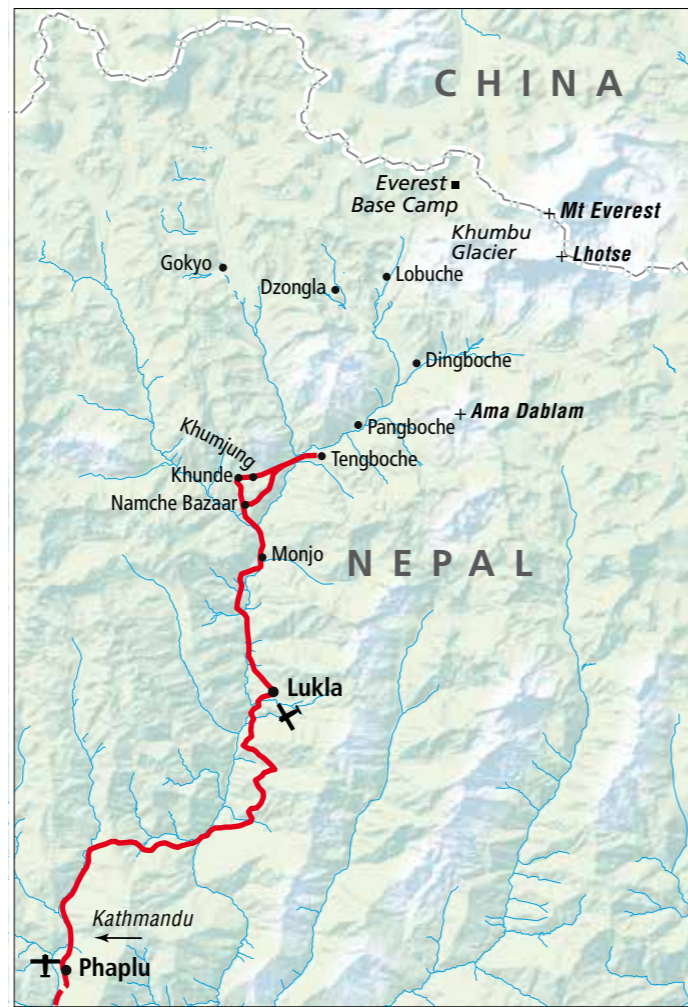 CHINA
Everest
Base Camp
Mt Everest
Khumbu
Glacier
Lhotse
Gokyo
Dzongla
Lobuche
Dingboche
Ama Dablam
Pangboche
Khumjung
Tengboche
Khunde
Namche Bazaar
Monjo
NEPAL
Lukla
Kathmandu
Phaplu